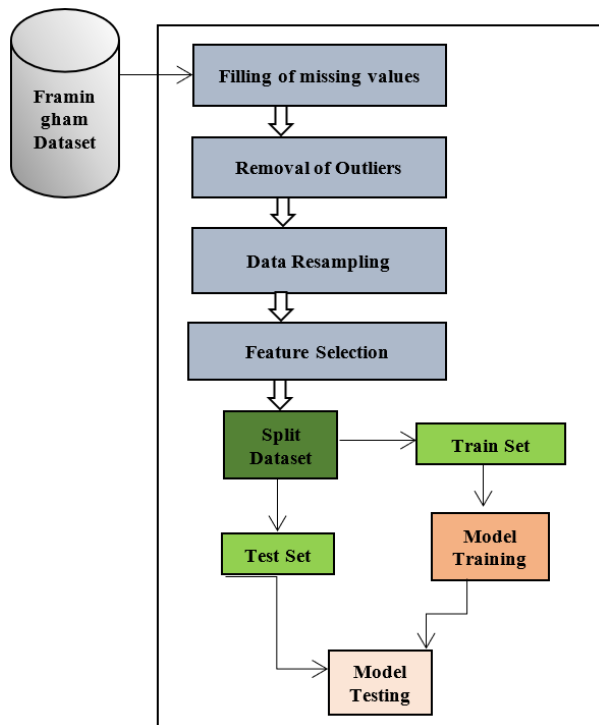 Framin
gham
Dataset
Filling of missing values
Removal of Outliers
Data Resampling
Feature Selection
Split
Dataset
Train Set
Test Set
Model
Training
Model
Testing